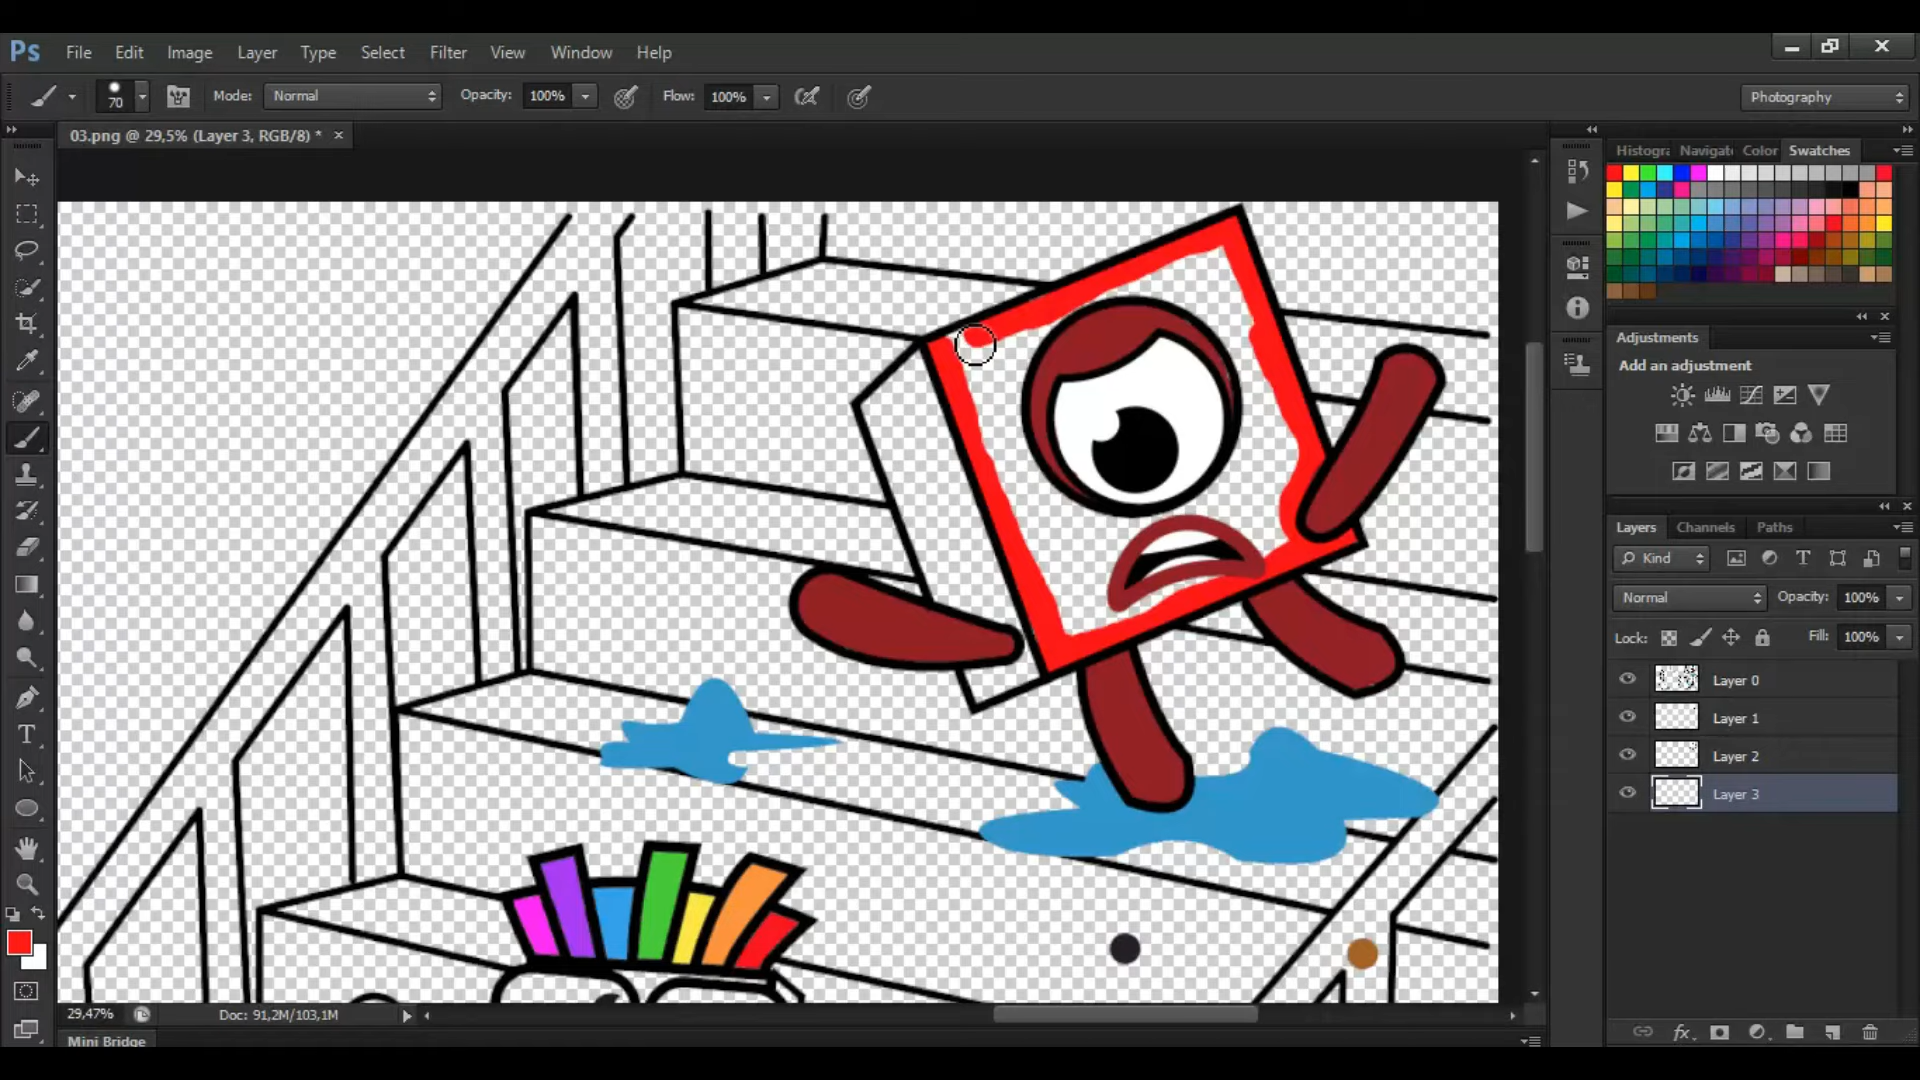 Ps File Edit Image Layer Type Select Filter View Window Help
70 Mode: Normal Opacity: 100% Flow: 100% Photography
03.png @ 29,5% (Layer 3, RGB/8) *
Histogra Navigati Color Swatches
Adjustments
Add an adjustment
Layers Channels Paths
Kind
Normal Opacity: 100%
Lock: Fill: 100%
Layer 0
Layer 1
Layer 2
Layer 3
29,47% Doc: 91,2M/103,1M
Mini Bridge